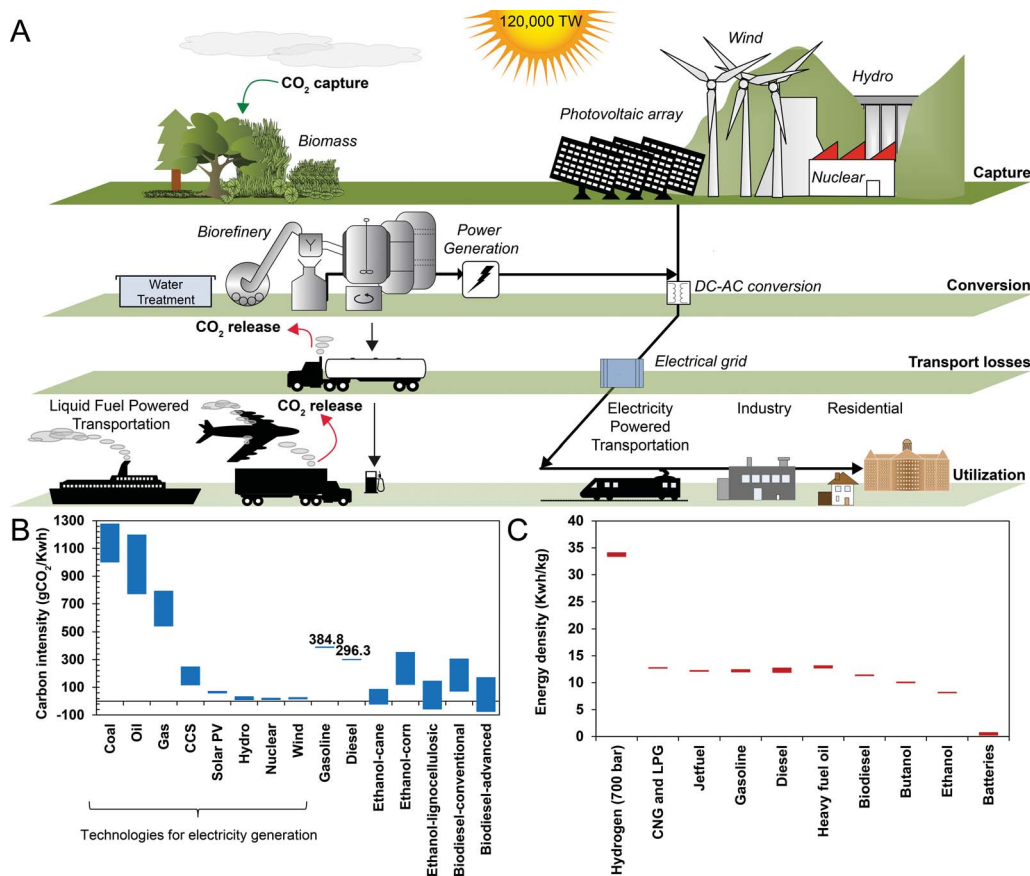 A
120,000 TW
CO2 capture
Biomass
Photovoltaic array
Wind
Hydro
Nuclear
Capture
Biorefinery
Power
Generation
Water
Treatment
DC-AC conversion
Conversion
CO2 release
Electrical grid
Transport losses
Liquid Fuel Powered
Transportation
CO2 release
Electricity
Powered
Transportation
Industry
Residential
Utilization
B
Carbon intensity (gCO2/Kwh)
1300
1100
900
700
500
300
100
-100
384.8
296.3
Coal
Oil
Gas
CCS
Solar PV
Hydro
Nuclear
Wind
Gasoline
Diesel
Ethanol-cane
Ethanol-corn
Ethanol-lignocellulosic
Biodiesel-conventional
Biodiesel-advanced
Technologies for electricity generation
C
Energy density (Kwh/kg)
40
35
30
25
20
15
10
5
0
Hydrogen (700 bar)
CNG and LPG
Jetfuel
Gasoline
Diesel
Heavy fuel oil
Biodiesel
Butanol
Ethanol
Batteries